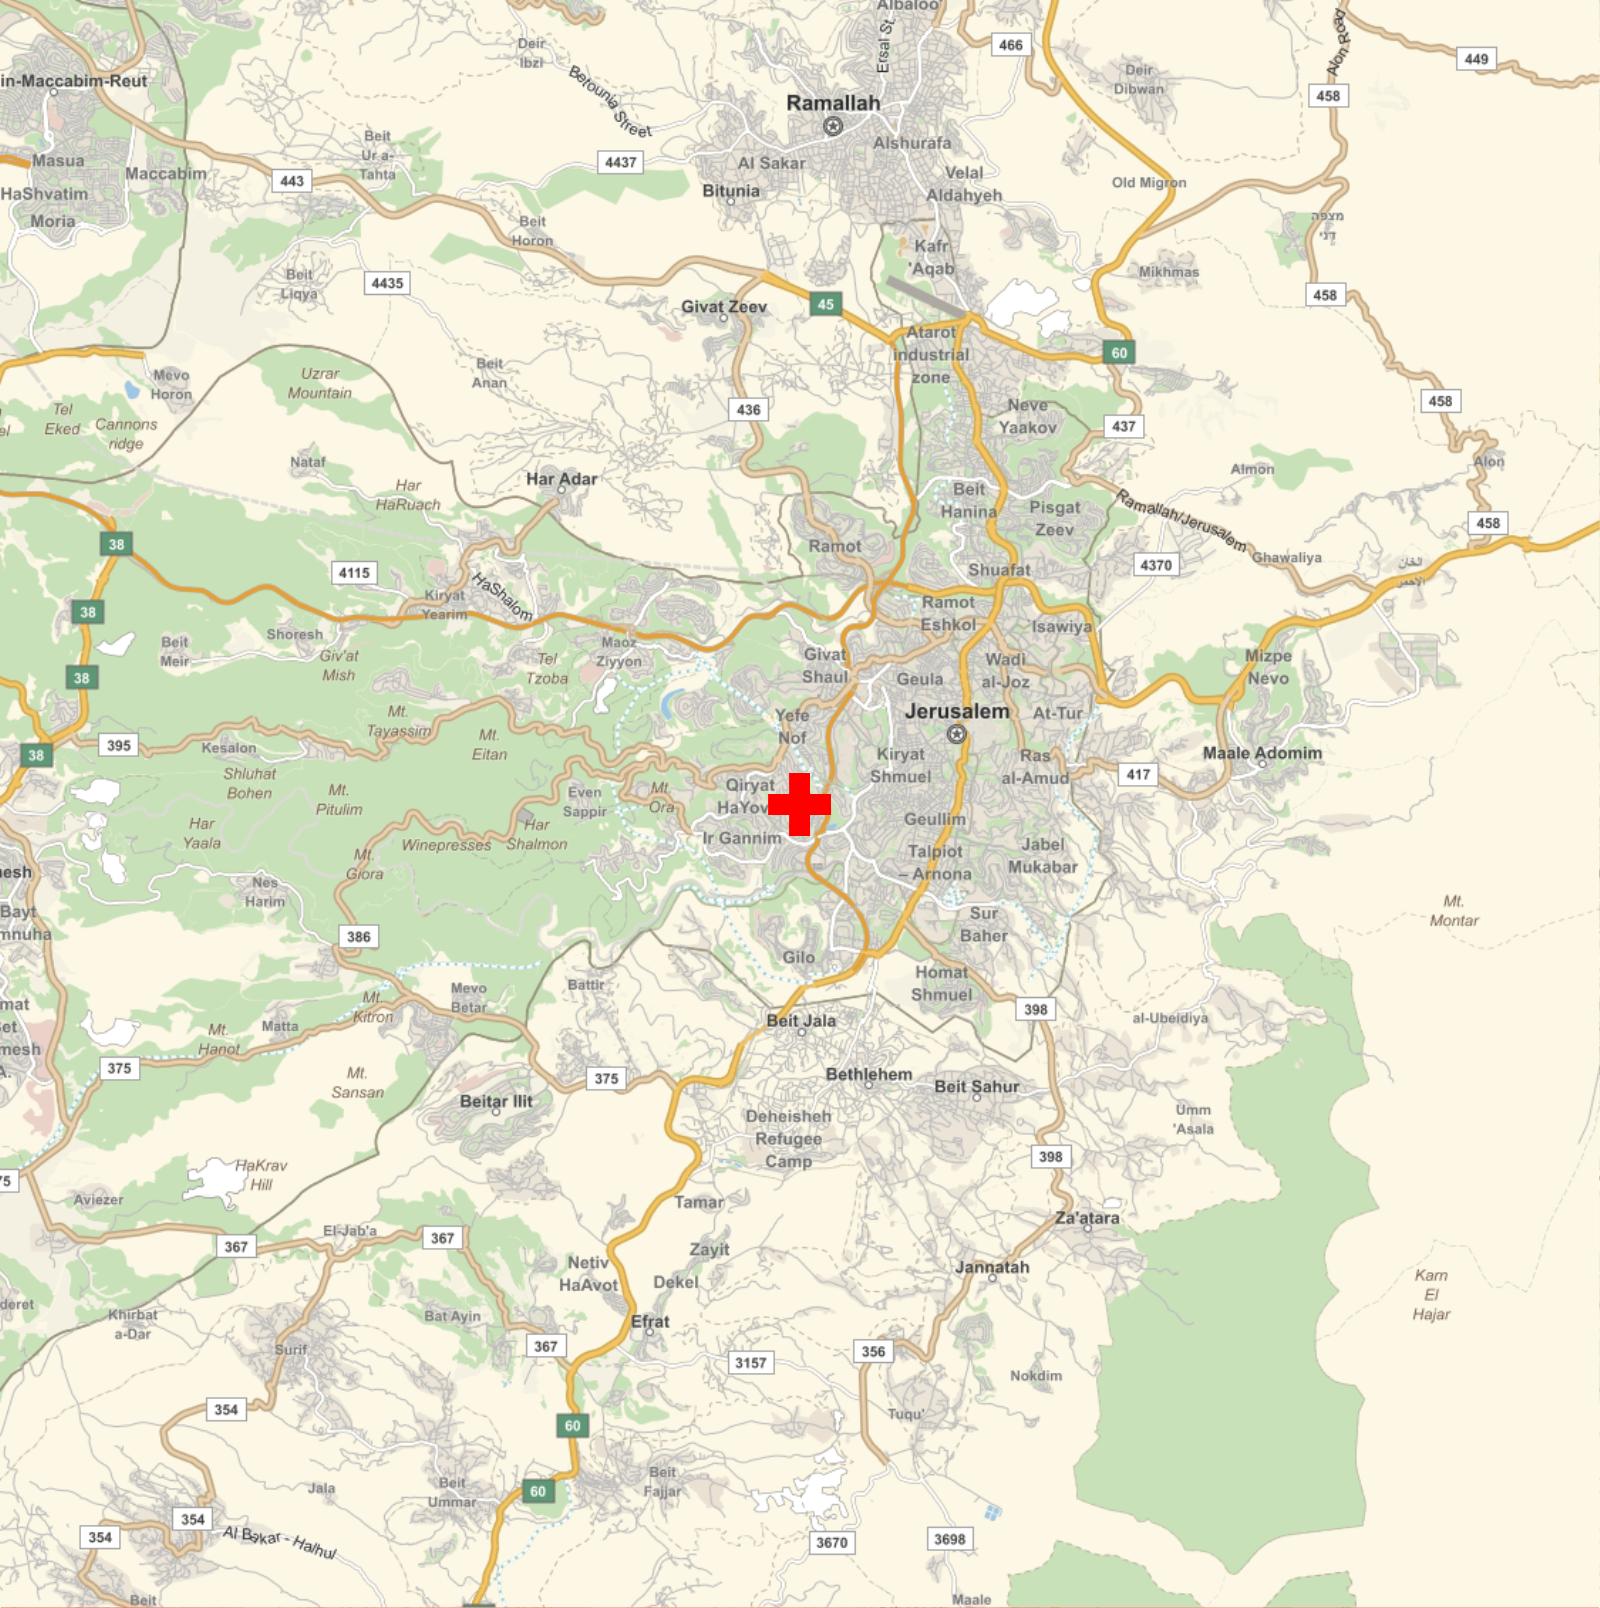 Albaloo'
Deir
Ibzi
Ersal St.
466
Alon Road
449
in-Maccabim-Reut
Betounia Street
Deir
Dibwan
458
Ramallah
Beit
Ur a-
Tahta
Alshurafa
Masua
Maccabim
443
4437
Al Sakar
Velal
Aldahyeh
Old Migron
HaShvatim
Bitunia
Moria
Beit
Horon
Kafr
'Aqab
מצפה
דני
Mikhmas
Beit
Liqya
4435
Givat Zeev
45
458
Atarot
industrial
zone
60
Mevo
Horon
Uzrar
Mountain
Beit
Anan
Tel
Eked
Cannons
ridge
436
Neve
Yaakov
437
458
Nataf
Har
HaRuach
Har Adar
Almon
Alon
Beit
Hanina
Pisgat
Zeev
Ramallah/Jerusalem
458
38
Ramot
4115
HaShalom
Shuafat
4370
Ghawaliya
الخان
الأحمر
38
Kiryat
Yearim
Ramot
Eshkol
Isawiya
Shoresh
Beit
Meir
Maoz
Ziyyon
Giv'at
Mish
Tel
Tzoba
Givat
Shaul
Geula
Wadi
al-Joz
Mizpe
Nevo
38
Mt.
Tayassim
Yefe
Nof
Jerusalem
At-Tur
395
Kesalon
Mt.
Eitan
38
Kiryat
Shmuel
Ras
al-Amud
Maale Adomim
417
Shluhat
Bohen
Mt.
Pitulim
Even
Sappir
Mt.
Ora
Qiryat
HaYov
Har
Yaala
Winepresses
Har
Shalmon
Ir Gannim
Geullim
Mt.
Giora
Talpiot
– Arnona
Jabel
Mukabar
esh
Nes
Harim
Bayt
mnuha
Sur
Baher
Mt.
Montar
386
Gilo
Homat
Shmuel
Battir
Mevo
Betar
Mt.
Kitron
Matta
Mt.
Hanot
398
al-Ubeidiya
mat
Set
mesh
A.
Beit Jala
375
Mt.
Sansan
375
Bethlehem
Beit Sahur
Beitar Ilit
Deheisheh
Refugee
Camp
Umm
'Asala
398
75
HaKrav
Hill
Aviezer
Tamar
Za'atara
El-Jab'a
367
367
Zayit
Netiv
HaAvot
Dekel
Jannatah
Karn
El
Hajar
deret
Khirbat
a-Dar
Bat Ayin
Efrat
Surif
367
3157
356
Nokdim
354
60
Tuqu'
Jala
Beit
Ummar
60
Beit
Fajjar
354
354
Al Bakar - Halhul
3670
3698
Beit
Maale